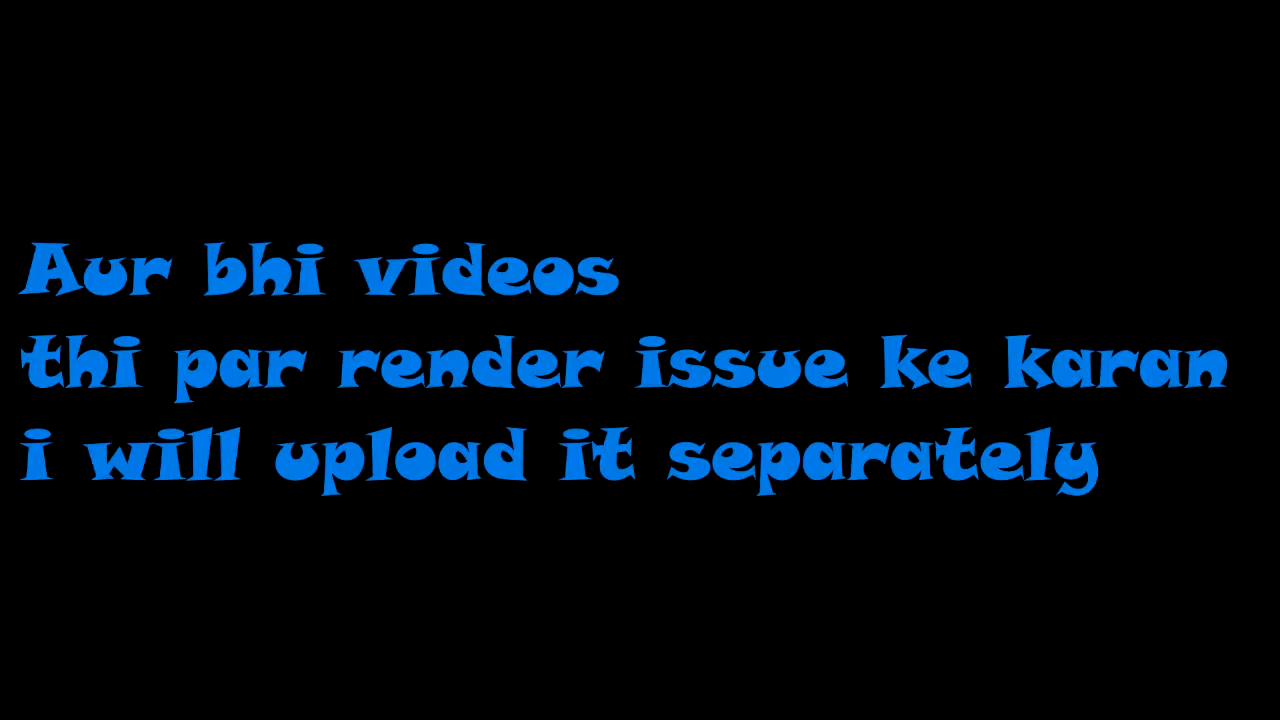 Aur bhi videos
thi par render issue ke karan
i will upload it separately